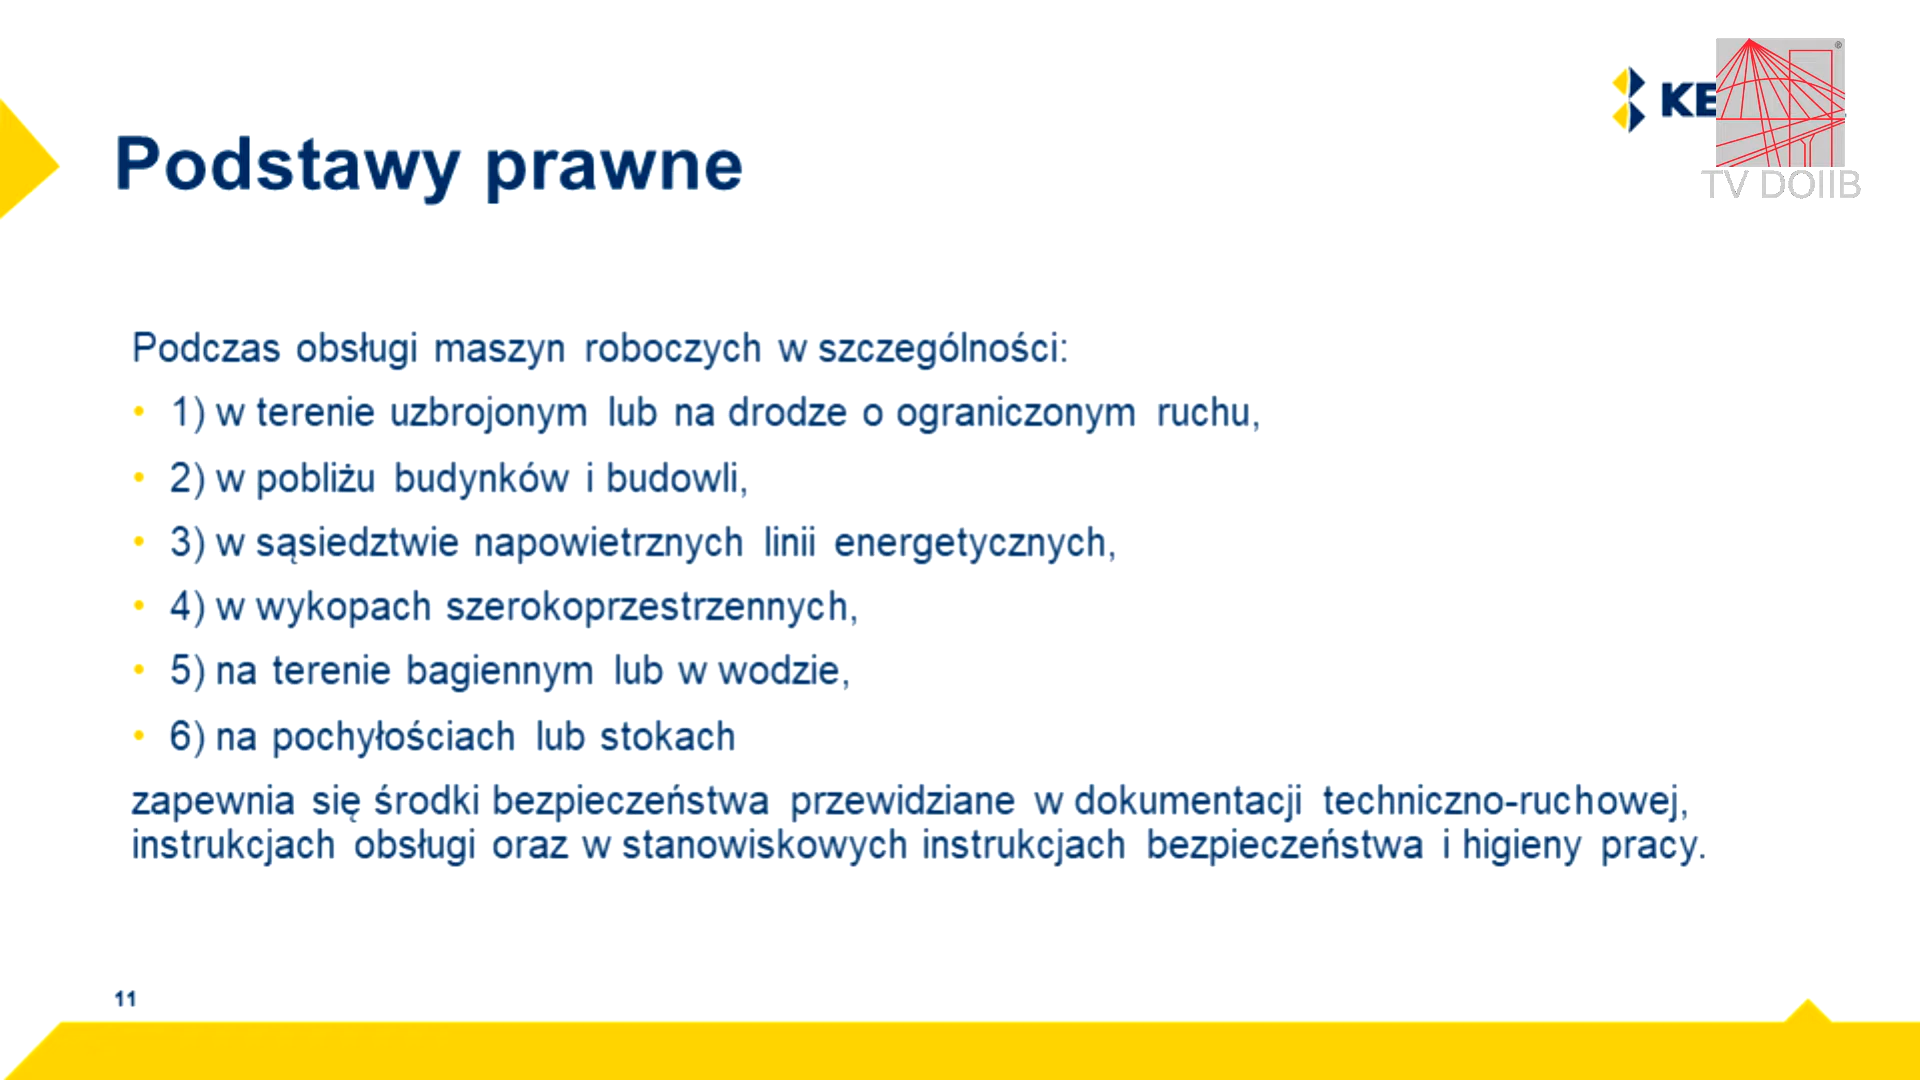 KE
TV DOIIB
Podstawy prawne
Podczas obsługi maszyn roboczych w szczególności:
• 1) w terenie uzbrojonym lub na drodze o ograniczonym ruchu,
• 2) w pobliżu budynków i budowli,
• 3) w sąsiedztwie napowietrznych linii energetycznych,
• 4) w wykopach szerokoprzestrzennych,
• 5) na terenie bagiennym lub w wodzie,
• 6) na pochyłościach lub stokach
zapewnia się środki bezpieczeństwa przewidziane w dokumentacji techniczno-ruchowej,
instrukcjach obsługi oraz w stanowiskowych instrukcjach bezpieczeństwa i higieny pracy.
11